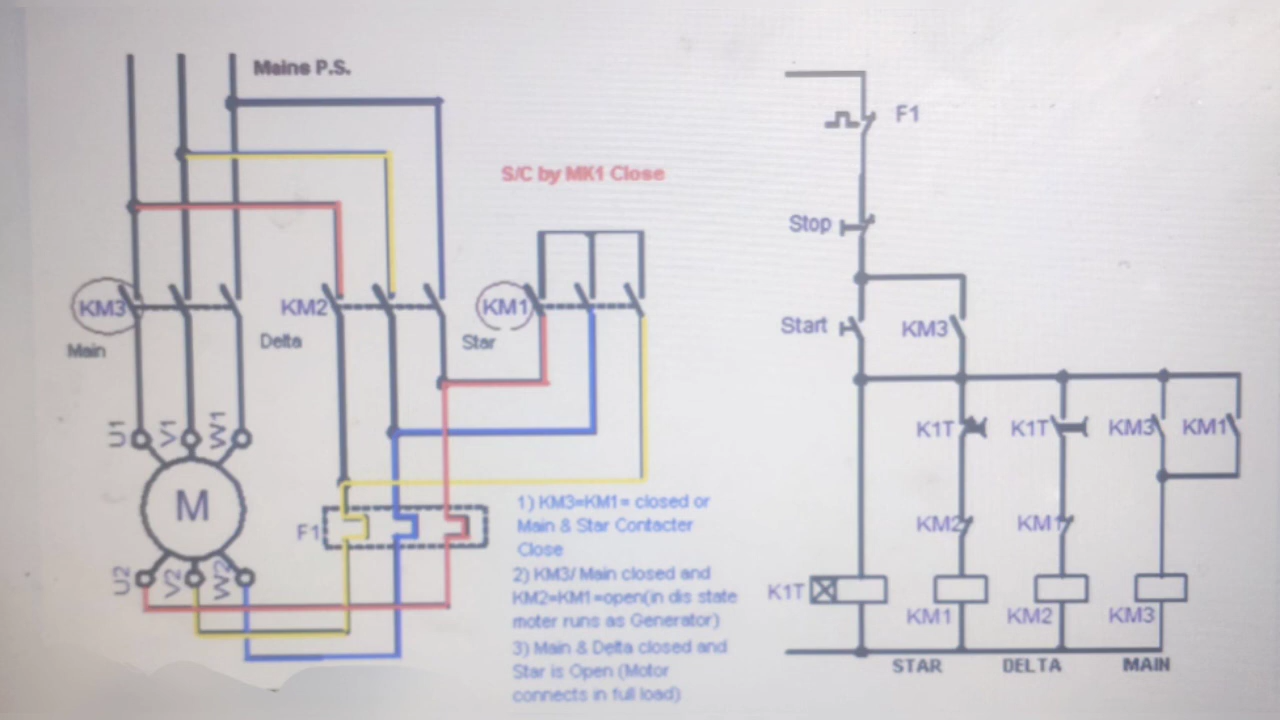 Mains P.S.
S/C by MK1 Close
KM3
Main
KM2
Delta
KM1
Star
U1
V1
W1
M
U2
V2
W2
F1
1) KM3=KM1= closed or
Main & Star Contacter
Close
2) KM3/ Main closed and
KM2=KM1=open(in dis state
moter runs as Generator)
3) Main & Delta closed and
Star is Open (Motor
connects in full load)
F1
Stop
Start
KM3
K1T
K1T
KM3
KM1
KM2
KM1
K1T
KM1
KM2
KM3
STAR
DELTA
MAIN